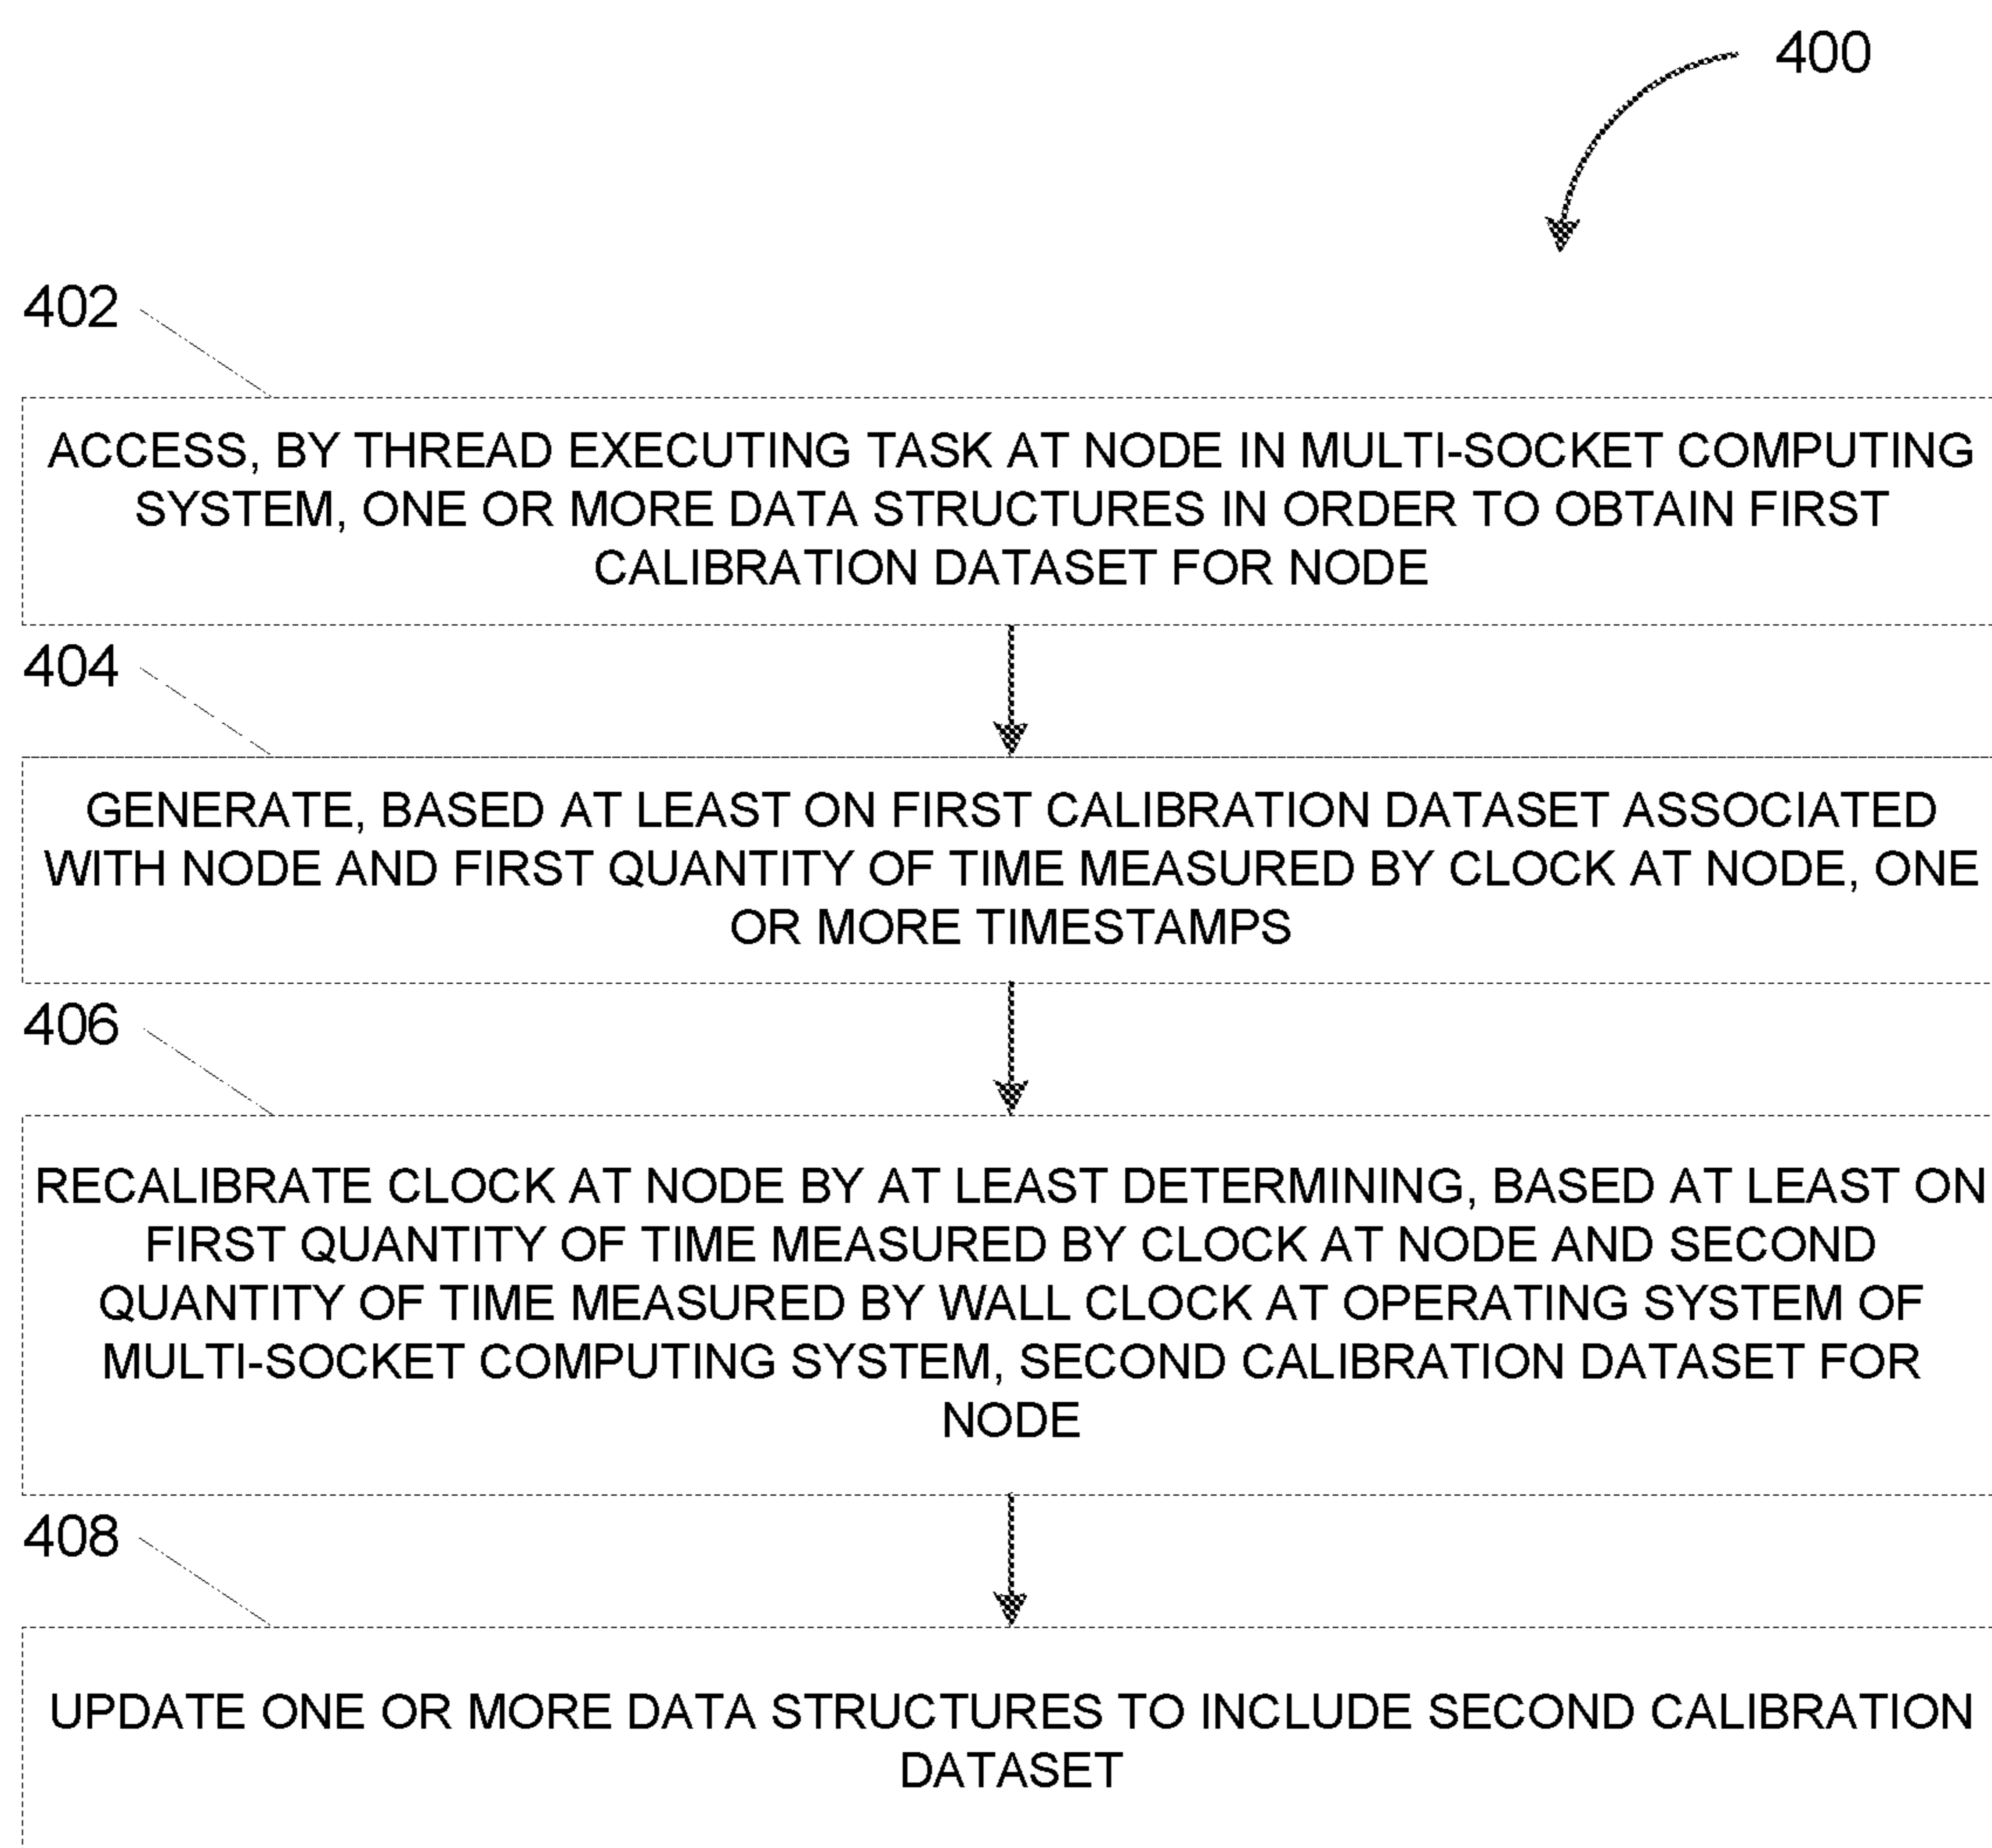 400
402
ACCESS, BY THREAD EXECUTING TASK AT NODE IN MULTI-SOCKET COMPUTING
SYSTEM, ONE OR MORE DATA STRUCTURES IN ORDER TO OBTAIN FIRST
CALIBRATION DATASET FOR NODE
404
GENERATE, BASED AT LEAST ON FIRST CALIBRATION DATASET ASSOCIATED
WITH NODE AND FIRST QUANTITY OF TIME MEASURED BY CLOCK AT NODE, ONE
OR MORE TIMESTAMPS
406
RECALIBRATE CLOCK AT NODE BY AT LEAST DETERMINING, BASED AT LEAST ON
FIRST QUANTITY OF TIME MEASURED BY CLOCK AT NODE AND SECOND
QUANTITY OF TIME MEASURED BY WALL CLOCK AT OPERATING SYSTEM OF
MULTI-SOCKET COMPUTING SYSTEM, SECOND CALIBRATION DATASET FOR
NODE
408
UPDATE ONE OR MORE DATA STRUCTURES TO INCLUDE SECOND CALIBRATION
DATASET